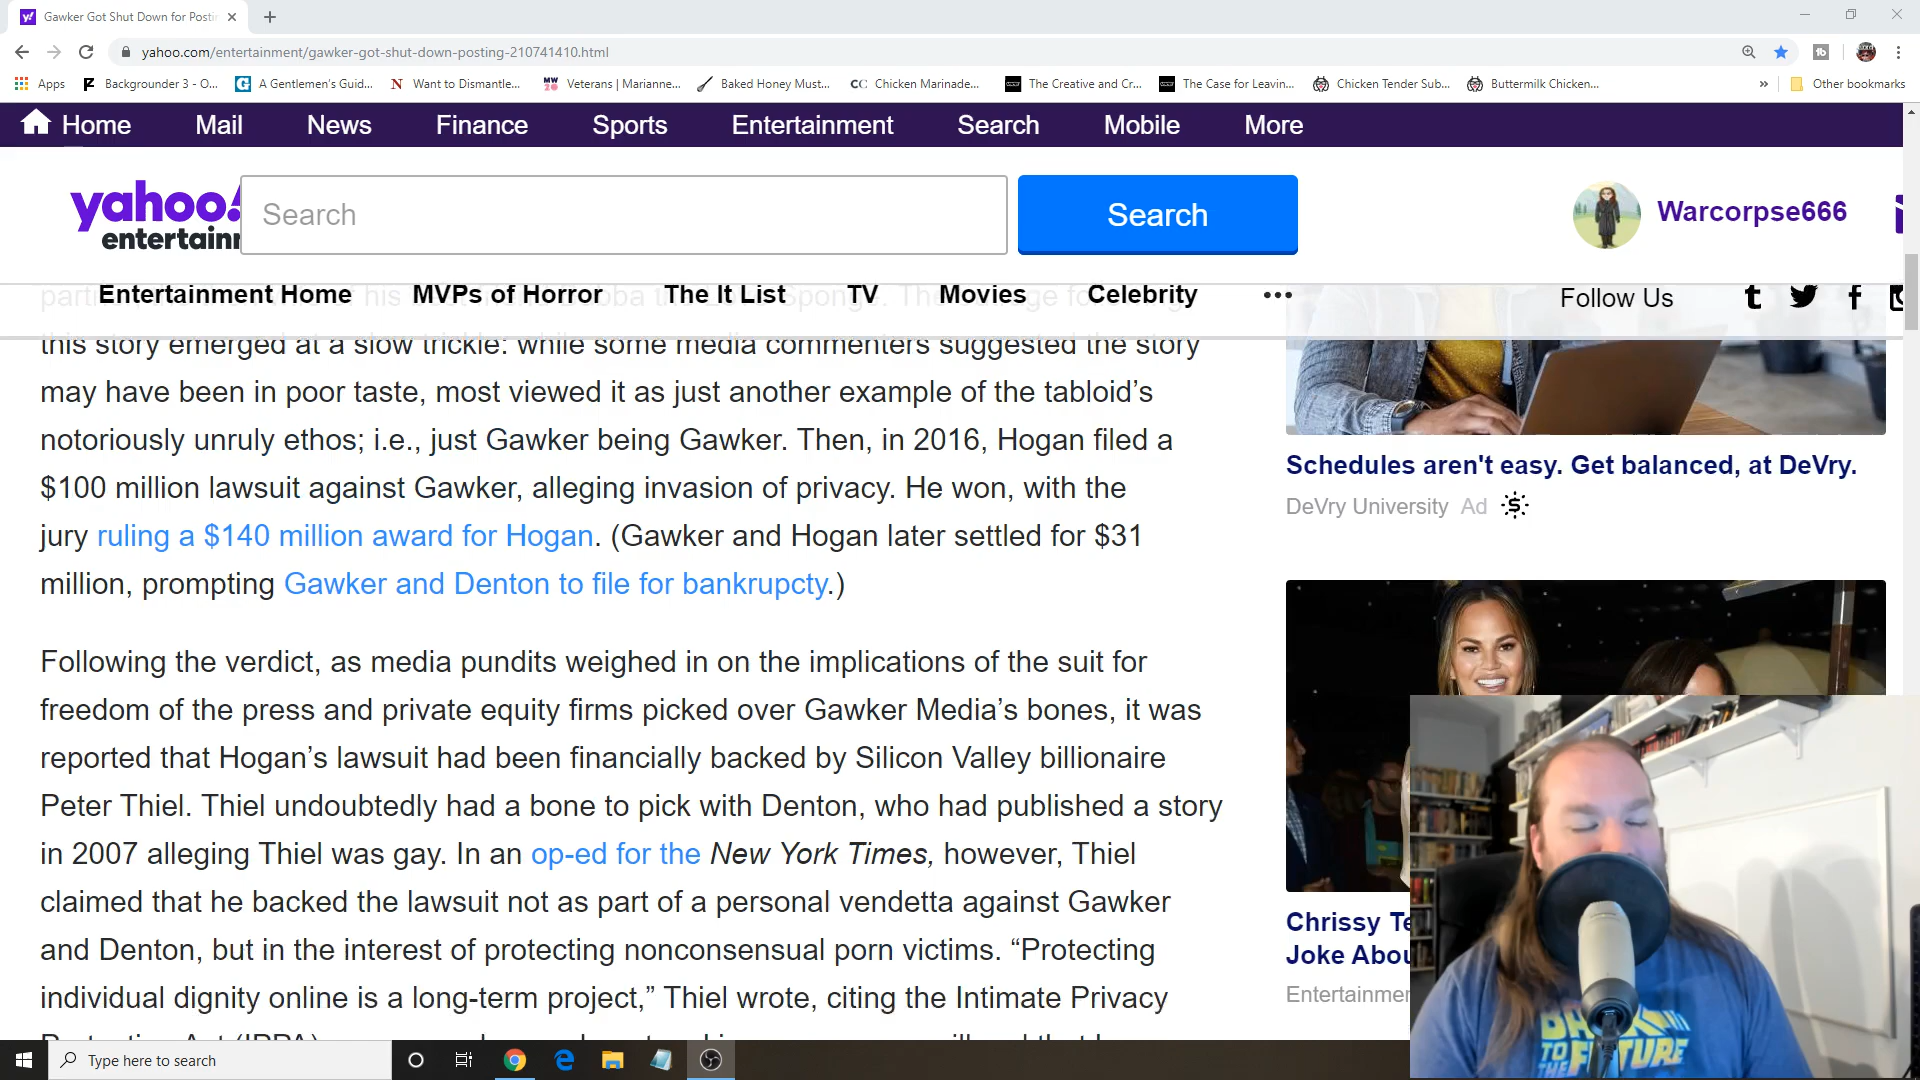 Gawker Got Shut Down for Postin
yahoo.com/entertainment/gawker-got-shut-down-posting-210741410.html
Apps
Backgrounder 3 - O...
A Gentlemen's Guid...
Want to Dismantle...
Veterans | Marianne...
Baked Honey Must...
CC Chicken Marinade...
The Creative and Cr...
The Case for Leavin...
Chicken Tender Sub...
Buttermilk Chicken...
» Other bookmarks
Home Mail News Finance Sports Entertainment Search Mobile More
yahoo!
entertainm
Search
Search
Warcorpse666
Entertainment Home MVPs of Horror The It List TV Movies Celebrity •••
Follow Us
this story emerged at a slow trickle: while some media commenters suggested the story
may have been in poor taste, most viewed it as just another example of the tabloid’s
notoriously unruly ethos; i.e., just Gawker being Gawker. Then, in 2016, Hogan filed a
$100 million lawsuit against Gawker, alleging invasion of privacy. He won, with the
jury ruling a $140 million award for Hogan. (Gawker and Hogan later settled for $31
million, prompting Gawker and Denton to file for bankrupcty.)
Following the verdict, as media pundits weighed in on the implications of the suit for
freedom of the press and private equity firms picked over Gawker Media’s bones, it was
reported that Hogan’s lawsuit had been financially backed by Silicon Valley billionaire
Peter Thiel. Thiel undoubtedly had a bone to pick with Denton, who had published a story
in 2007 alleging Thiel was gay. In an op-ed for the New York Times, however, Thiel
claimed that he backed the lawsuit not as part of a personal vendetta against Gawker
and Denton, but in the interest of protecting nonconsensual porn victims. “Protecting
individual dignity online is a long-term project,” Thiel wrote, citing the Intimate Privacy
Schedules aren't easy. Get balanced, at DeVry.
DeVry University Ad
Chrissy Te
Joke Abou
Entertainmen
BACK
TO THE FUTURE
Type here to search